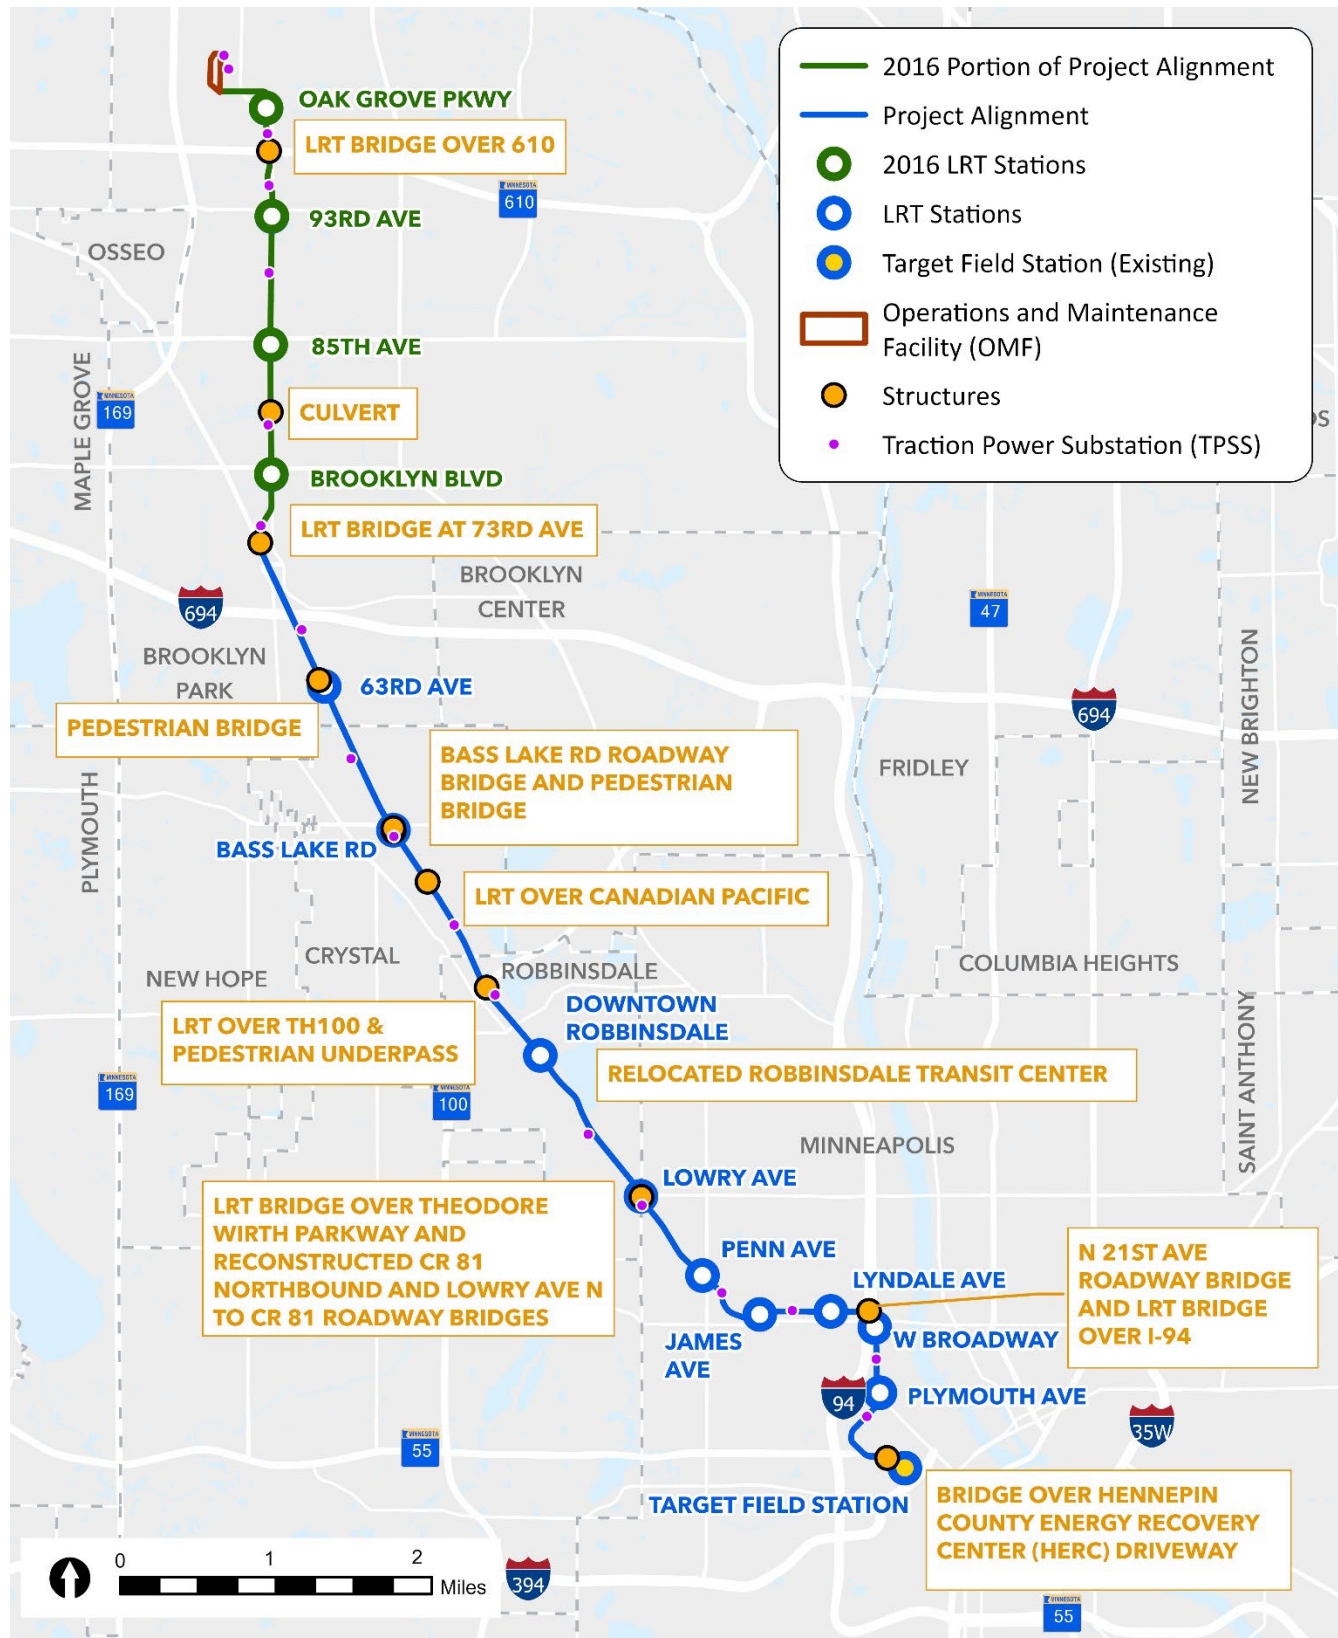 2016 Portion of Project Alignment
Project Alignment
2016 LRT Stations
LRT Stations
Target Field Station (Existing)
Operations and Maintenance
Facility (OMF)
Structures
Traction Power Substation (TPSS)
OAK GROVE PKWY
LRT BRIDGE OVER 610
MINNESOTA
610
93RD AVE
OSSEO
85TH AVE
MAPLE GROVE
MINNESOTA
169
CULVERT
BROOKLYN BLVD
LRT BRIDGE AT 73RD AVE
BROOKLYN
CENTER
694
MINNESOTA
47
BROOKLYN
PARK
63RD AVE
694
NEW BRIGHTON
PEDESTRIAN BRIDGE
BASS LAKE RD ROADWAY
BRIDGE AND PEDESTRIAN
BRIDGE
FRIDLEY
PLYMOUTH
BASS LAKE RD
LRT OVER CANADIAN PACIFIC
CRYSTAL
NEW HOPE
ROBBINSDALE
COLUMBIA HEIGHTS
DOWNTOWN
ROBBINSDALE
LRT OVER TH100 &
PEDESTRIAN UNDERPASS
RELOCATED ROBBINSDALE TRANSIT CENTER
MINNESOTA
169
MINNESOTA
100
SAINT ANTHONY
MINNEAPOLIS
LOWRY AVE
LRT BRIDGE OVER THEODORE
WIRTH PARKWAY AND
RECONSTRUCTED CR 81
NORTHBOUND AND LOWRY AVE N
TO CR 81 ROADWAY BRIDGES
PENN AVE
LYNDALE AVE
N 21ST AVE
ROADWAY BRIDGE
AND LRT BRIDGE
OVER I-94
JAMES
AVE
W BROADWAY
94
PLYMOUTH AVE
35W
MINNESOTA
55
TARGET FIELD STATION
BRIDGE OVER HENNEPIN
COUNTY ENERGY RECOVERY
CENTER (HERC) DRIVEWAY
0 1 2
Miles
394
MINNESOTA
55